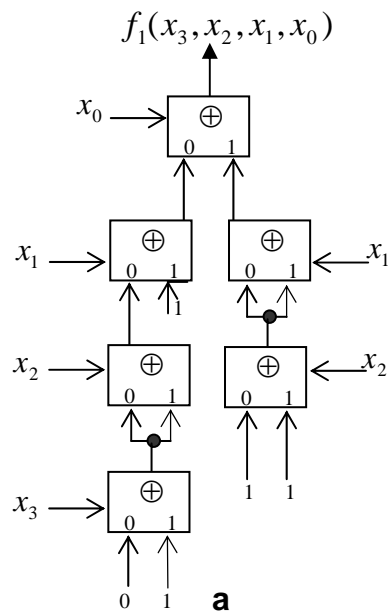 f₁(x₃, x₂, x₁, x₀)
x₀ ⊕
0 1
x₁ ⊕ ⊕ x₁
0 1 0 1
1
x₂ ⊕ ⊕ x₂
0 1 0 1
1 1
x₃ ⊕
0 1
0 1 a